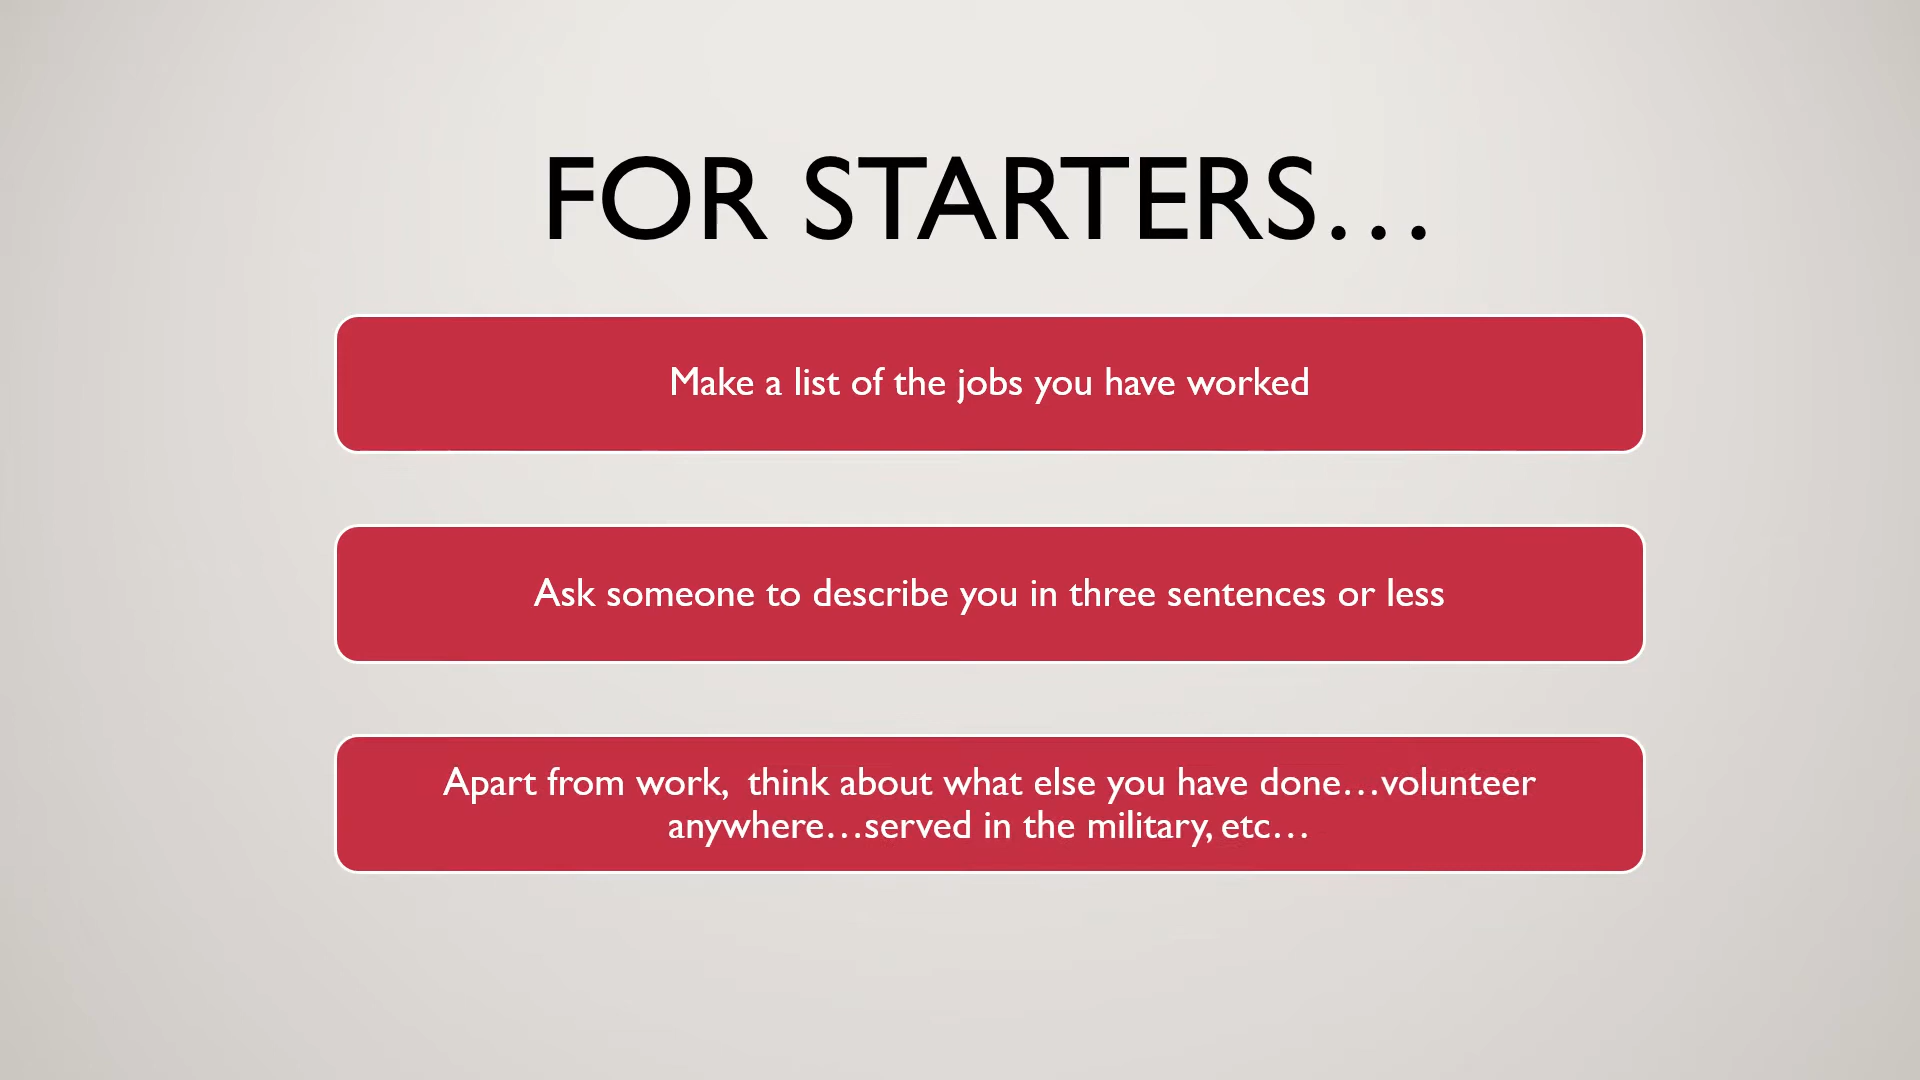 FOR STARTERS…
Make a list of the jobs you have worked
Ask someone to describe you in three sentences or less
Apart from work,  think about what else you have done…volunteer
anywhere…served in the military, etc…